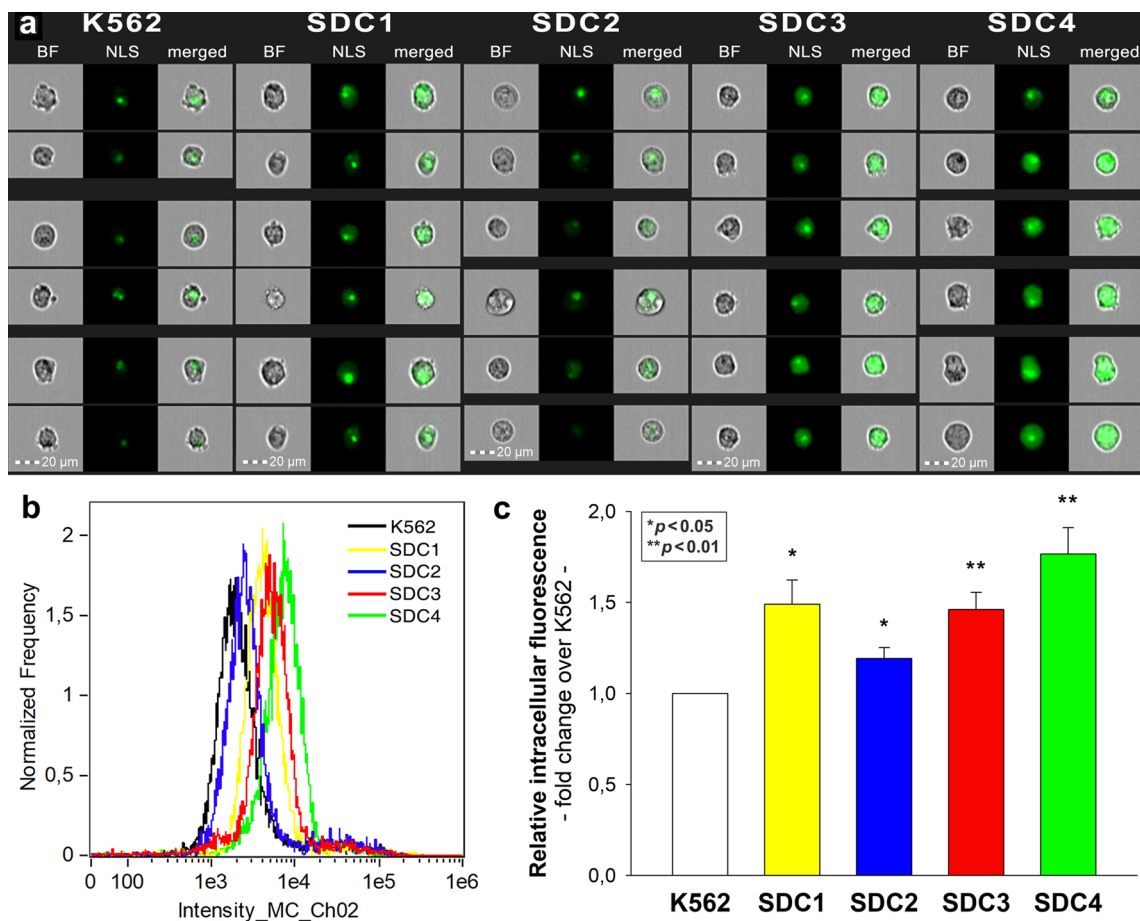 a
K562 SDC1 SDC2 SDC3 SDC4
BF NLS merged BF NLS merged BF NLS merged BF NLS merged BF NLS merged
20 µm 20 µm 20 µm 20 µm 20 µm
b
Normalized Frequency
2
1.5
1
0,5
0
0 100 1e3 1e4 1e5 1e6
Intensity_MC_Ch02
K562
SDC1
SDC2
SDC3
SDC4
c
Relative intracellular fluorescence
- fold change over K562 -
2,0
1,5
1,0
0,5
0,0
*p<0.05
**p<0.01
* * ** **
K562 SDC1 SDC2 SDC3 SDC4